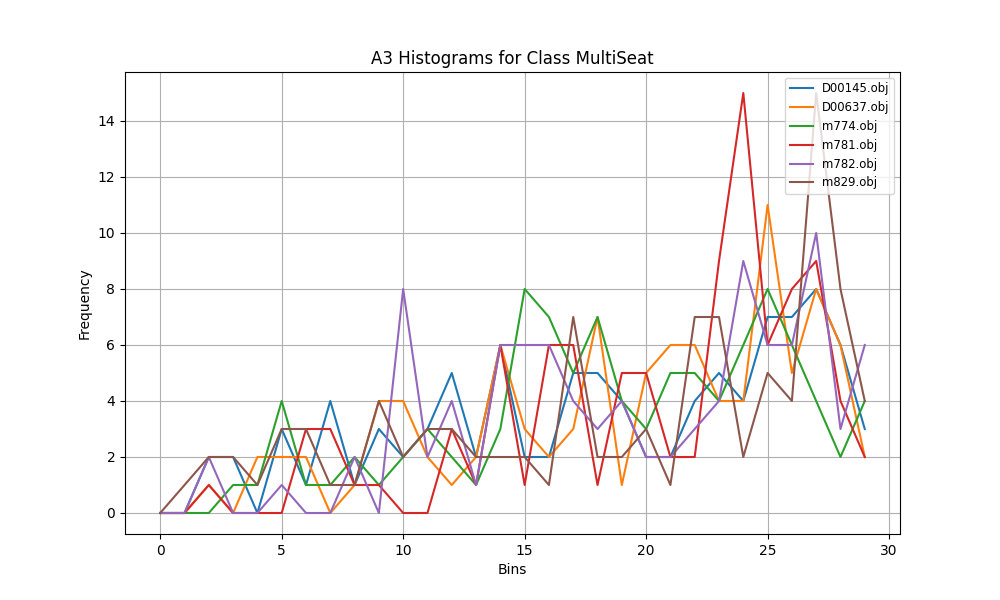 A3 Histograms for Class MultiSeat
Frequency
14
12
10
8
6
4
2
0
0 5 10 15 20 25 30
Bins
D00145.obj
D00637.obj
m774.obj
m781.obj
m782.obj
m829.obj